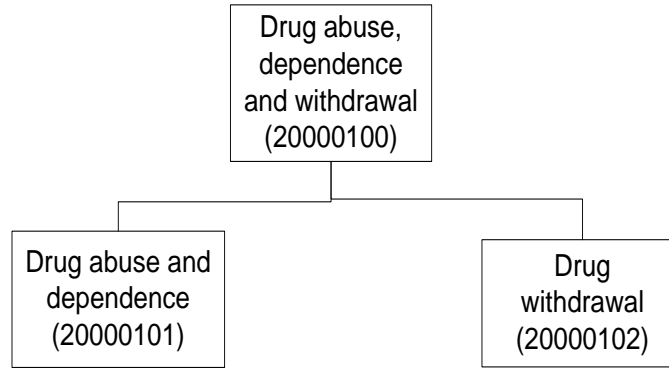 Drug abuse,
dependence
and withdrawal
(20000100)
Drug abuse and
dependence
(20000101)
Drug
withdrawal
(20000102)